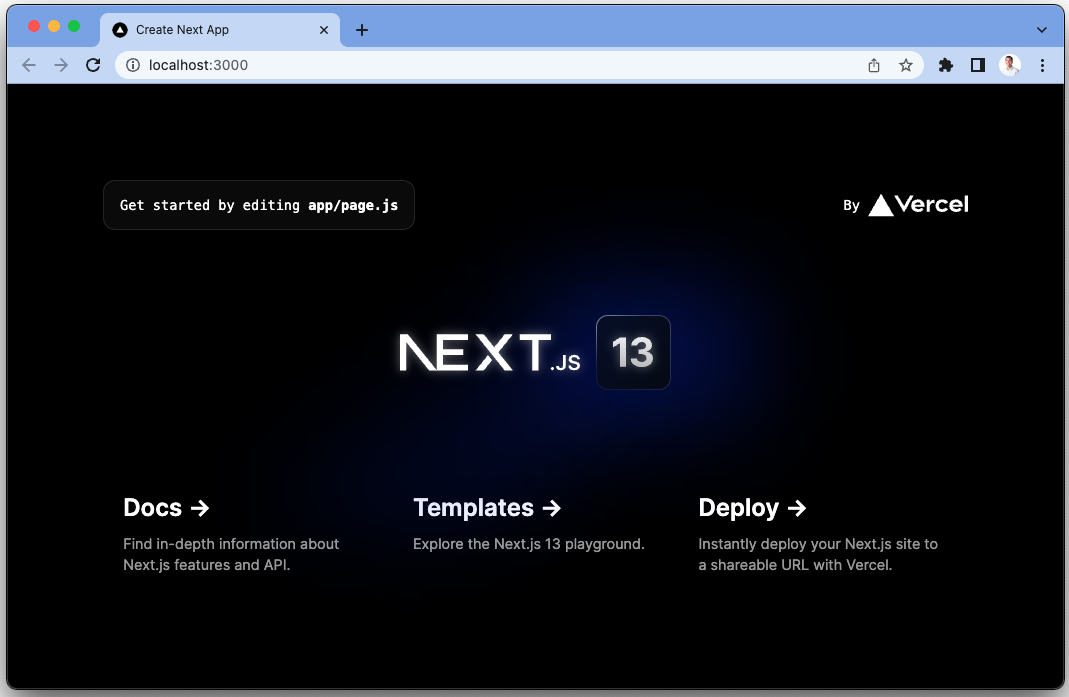 Create Next App
localhost:3000
Get started by editing app/page.js
By Vercel
NEXT.JS 13
Docs →
Find in-depth information about
Next.js features and API.
Templates →
Explore the Next.js 13 playground.
Deploy →
Instantly deploy your Next.js site to
a shareable URL with Vercel.